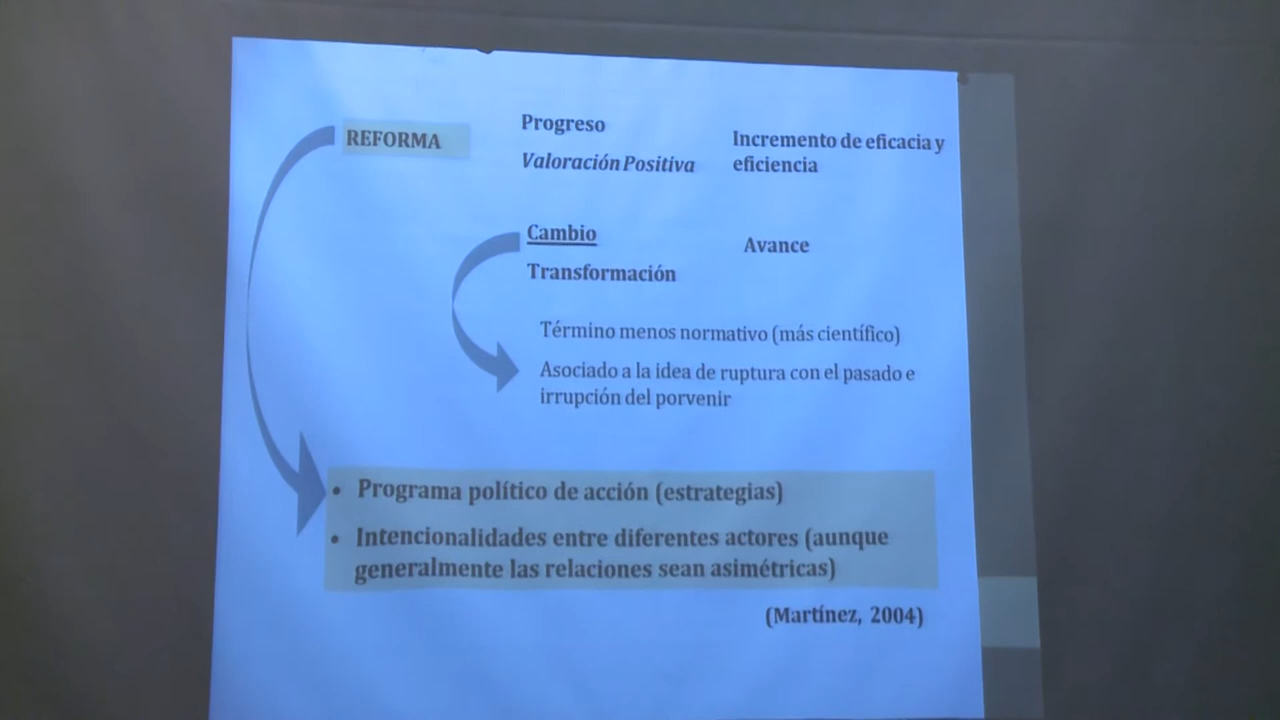 REFORMA
Progreso
Valoración Positiva
Incremento de eficacia y
eficiencia
Cambio
Transformación
Avance
Término menos normativo (más científico)
Asociado a la idea de ruptura con el pasado e
irrupción del porvenir
• Programa político de acción (estrategias)
• Intencionalidades entre diferentes actores (aunque
generalmente las relaciones sean asimétricas)
(Martínez, 2004)